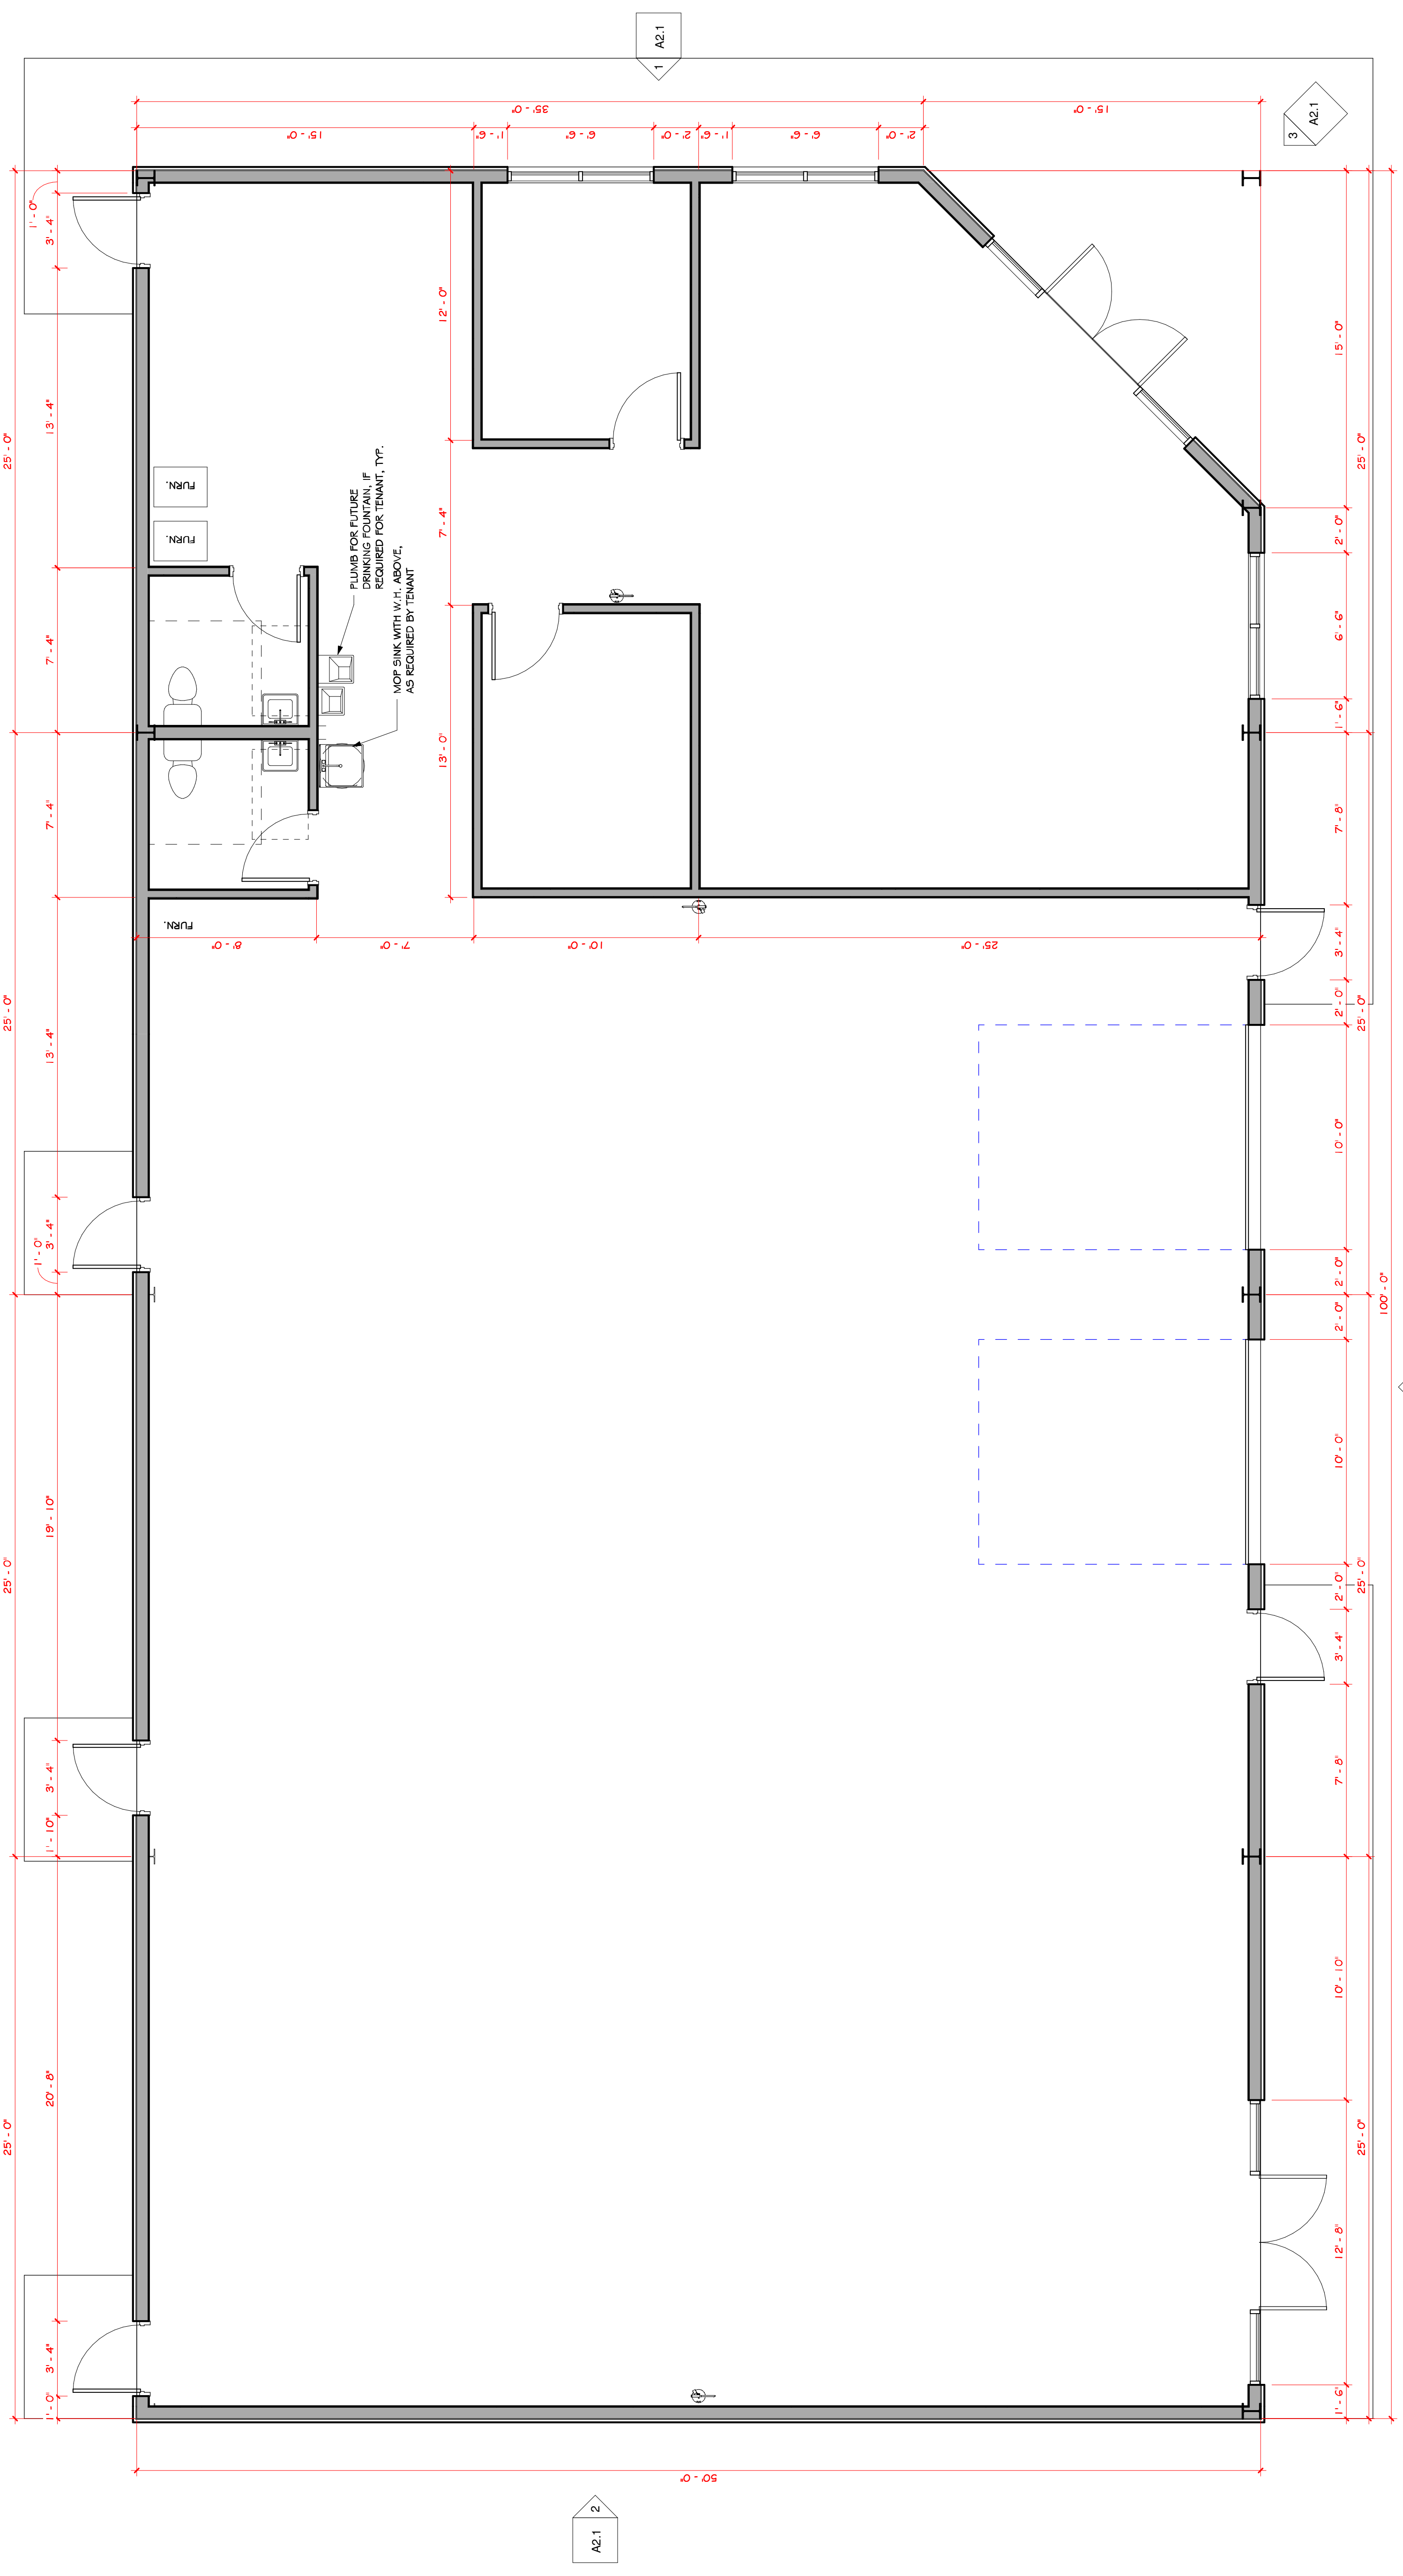 A2.1
1
A2.1
3
35' - 0"
15' - 0"
15' - 0"
1' - 6"
6' - 6"
2' - 0"
1' - 6"
6' - 6"
2' - 0"
25' - 0"
25' - 0"
25' - 0"
25' - 0"
1' - 0"
3' - 4"
13' - 4"
7' - 4"
7' - 4"
13' - 4"
3' - 4"
1' - 0"
19' - 10"
3' - 4"
1' - 10"
20' - 8"
3' - 4"
1' - 0"
FURN.
FURN.
FURN.
PLUMB FOR FUTURE
DRINKING FOUNTAIN, IF
REQUIRED FOR TENANT, TYP.
MOP SINK WITH W.H. ABOVE,
AS REQUIRED BY TENANT
12' - 0"
7' - 4"
13' - 0"
8' - 0"
7' - 0"
10' - 0"
25' - 0"
15' - 0"
2' - 0"
6' - 6"
1' - 6"
7' - 8"
3' - 4"
2' - 0"
10' - 0"
2' - 0"
2' - 0"
10' - 0"
2' - 0"
3' - 4"
7' - 8"
10' - 10"
12' - 8"
1' - 6"
25' - 0"
25' - 0"
25' - 0"
25' - 0"
100' - 0"
50' - 0"
2
A2.1